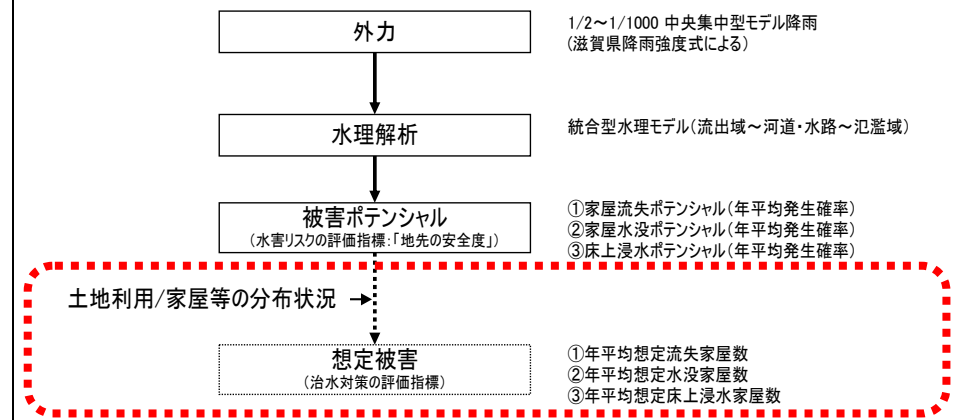 外力
1/2～1/1000 中央集中型モデル降雨
(滋賀県降雨強度式による)
水理解析
統合型水理モデル(流出域～河道・水路～氾濫域)
被害ポテンシャル
(水害リスクの評価指標:「地先の安全度」)
①家屋流失ポテンシャル(年平均発生確率)
②家屋水没ポテンシャル(年平均発生確率)
③床上浸水ポテンシャル(年平均発生確率)
土地利用/家屋等の分布状況
想定被害
(治水対策の評価指標)
①年平均想定流失家屋数
②年平均想定水没家屋数
③年平均想定床上浸水家屋数